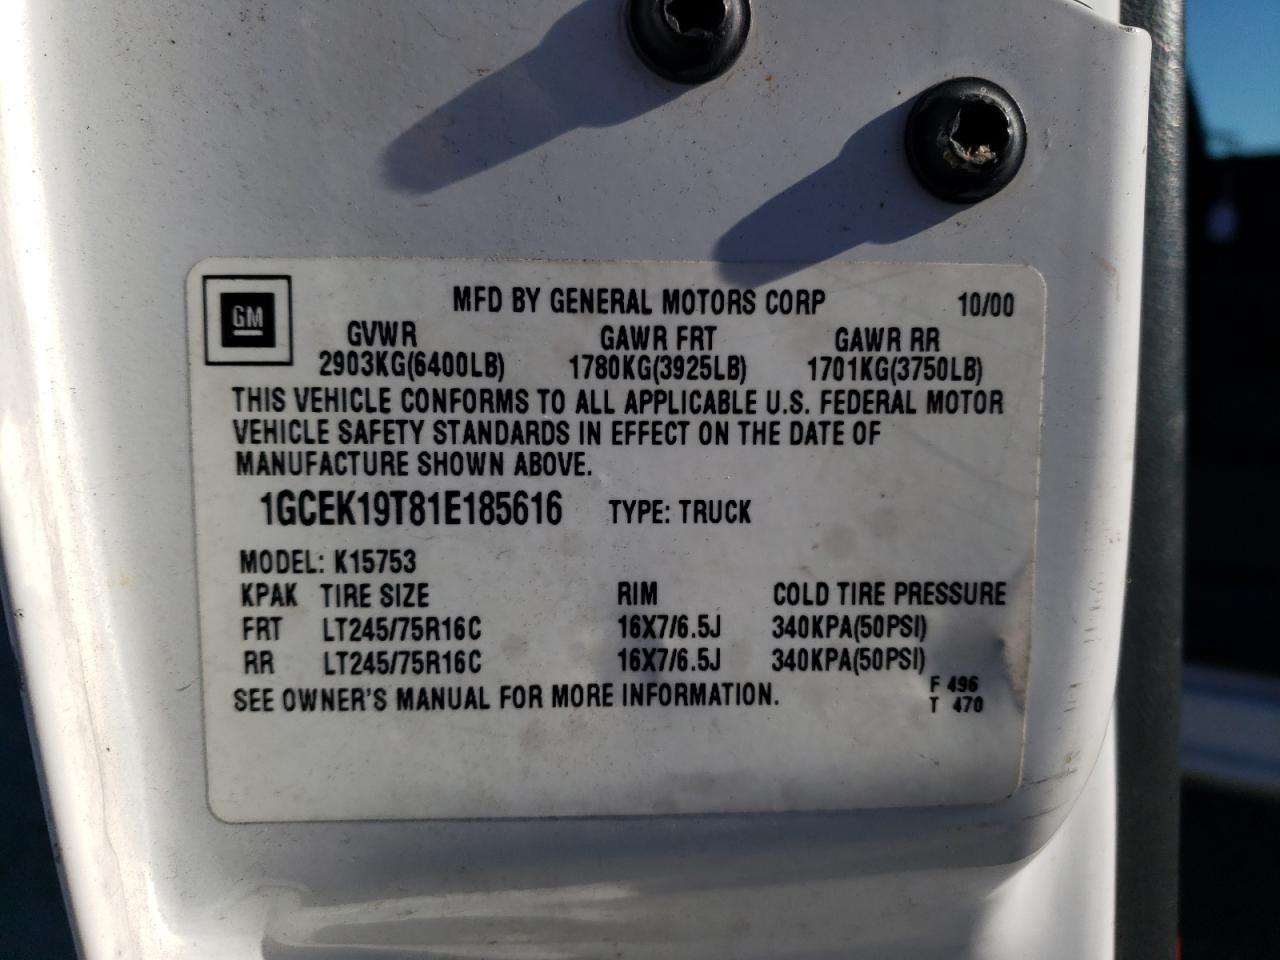 GM
MFD BY GENERAL MOTORS CORP 10/00
GVWR GAWR FRT GAWR RR
2903KG(6400LB) 1780KG(3925LB) 1701KG(3750LB)
THIS VEHICLE CONFORMS TO ALL APPLICABLE U.S. FEDERAL MOTOR
VEHICLE SAFETY STANDARDS IN EFFECT ON THE DATE OF
MANUFACTURE SHOWN ABOVE.
1GCEK19T81E185616 TYPE: TRUCK
MODEL: K15753
KPAK TIRE SIZE RIM COLD TIRE PRESSURE
FRT LT245/75R16C 16X7/6.5J 340KPA(50PSI)
RR LT245/75R16C 16X7/6.5J 340KPA(50PSI)
SEE OWNER'S MANUAL FOR MORE INFORMATION.
F 496
T 470